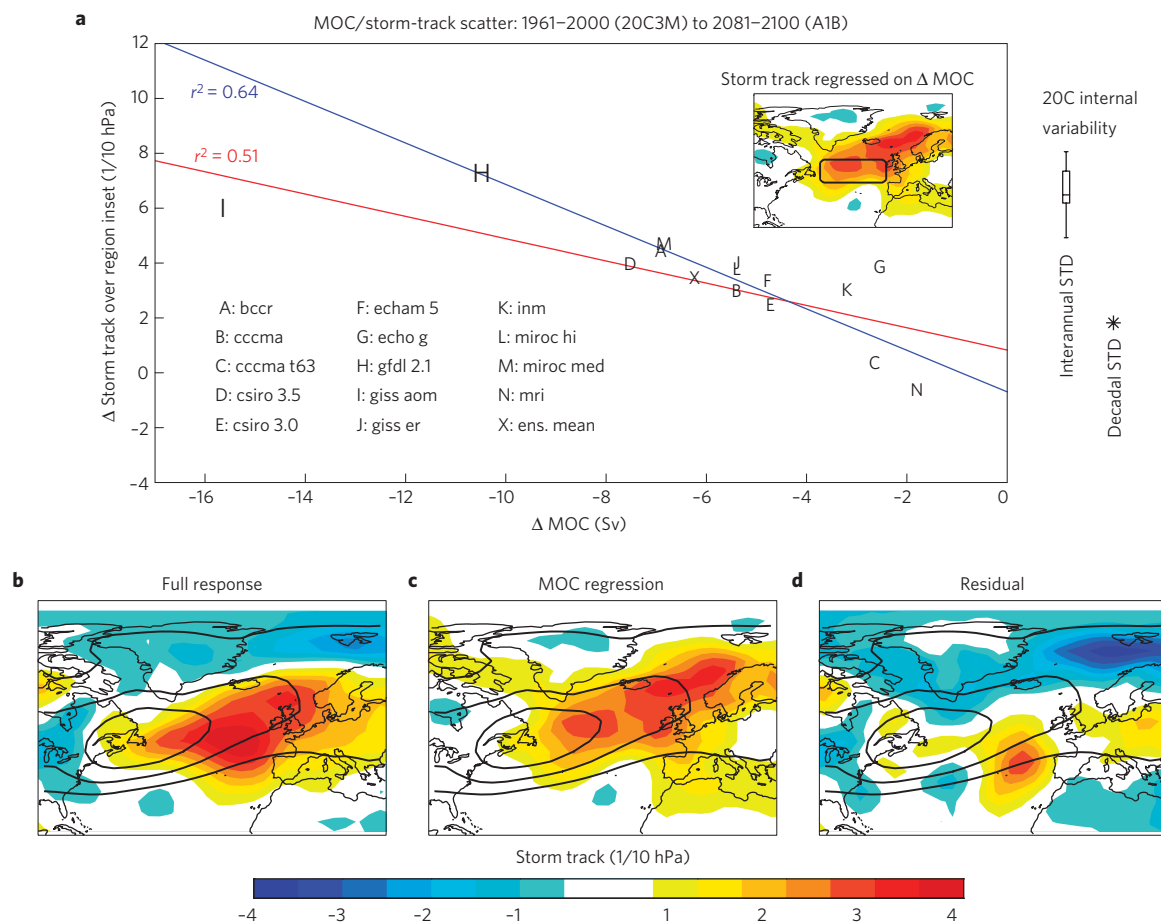 a
MOC/storm-track scatter: 1961–2000 (20C3M) to 2081–2100 (A1B)
Δ Storm track over region inset (1/10 hPa)
12
10
8
6
4
2
0
−2
−4
r² = 0.64
r² = 0.51
Storm track regressed on Δ MOC
H
I
M
A
D
X
J
L
B
F
E
G
K
C
N
A: bccr
B: cccma
C: cccma t63
D: csiro 3.5
E: csiro 3.0
F: echam 5
G: echo g
H: gfdl 2.1
I: giss aom
J: giss er
K: inm
L: miroc hi
M: miroc med
N: mri
X: ens. mean
−16 −14 −12 −10 −8 −6 −4 −2 0
Δ MOC (Sv)
20C internal
variability
Interannual STD
Decadal STD
b
Full response
c
MOC regression
d
Residual
Storm track (1/10 hPa)
−4 −3 −2 −1 1 2 3 4